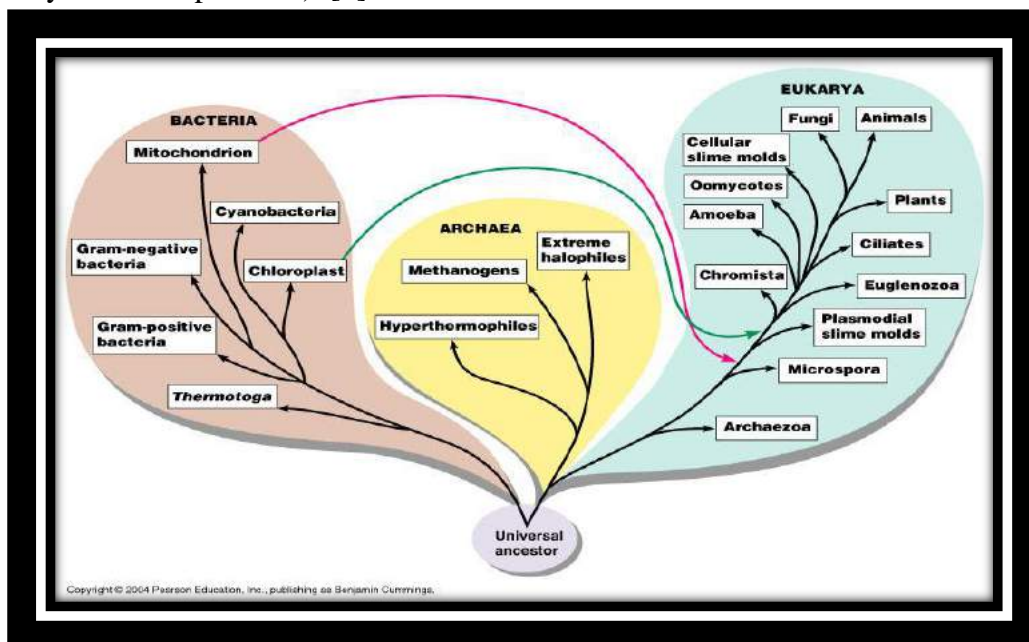 BACTERIA
Mitochondrion
Cyanobacteria
Gram-negative
bacteria
Chloroplast
Gram-positive
bacteria
Thermotoga
ARCHAEA
Extreme
halophiles
Methanogens
Hyperthermophiles
EUKARYA
Fungi
Animals
Cellular
slime molds
Oomycotes
Plants
Amoeba
Ciliates
Chromista
Euglenozoa
Plasmodial
slime molds
Microspora
Archaezoa
Universal
ancestor
Copyright © 2004 Pearson Education, Inc., publishing as Benjamin Cummings.